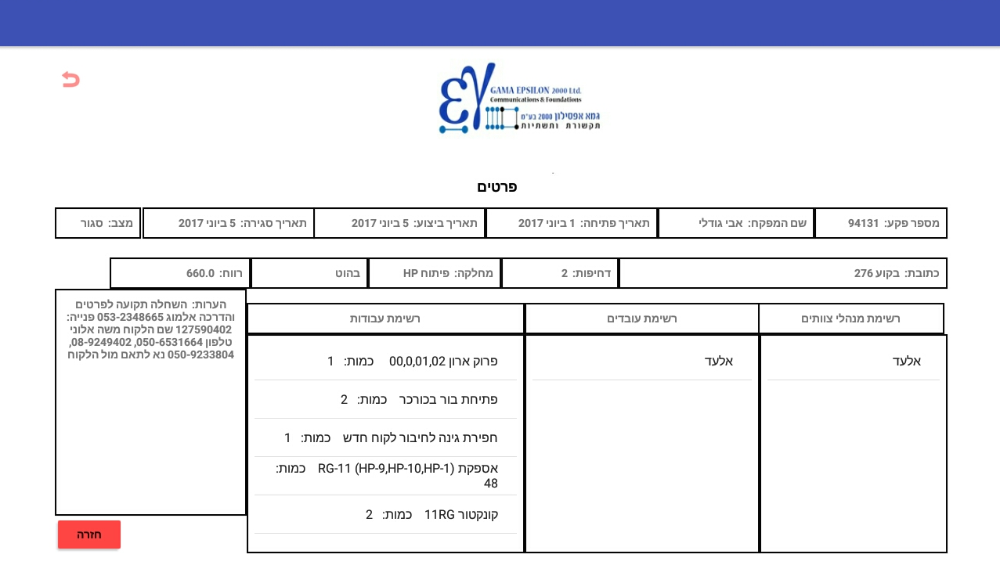 GAMA EPSILON 2000 Ltd.
Communications & Foundations
גמא אפסילון 2000 בע"מ
תקשורת ותשתיות
פרטים
מספר פקע: 94131
שם המפקח: אבי גודלי
תאריך פתיחה: 1 ביוני 2017
תאריך ביצוע: 5 ביוני 2017
תאריך סגירה: 5 ביוני 2017
מצב: סגור
כתובת: בקוע 276
דחיפות: 2
מחלקה: פיתוח HP
בהוט
רווח: 660.0
רשימת מנהלי צוותים
אלעד
רשימת עובדים
אלעד
רשימת עבודות
פרוק ארון 00,0,01,02 כמות: 1
פתיחת בור בכורכר כמות: 2
חפירת גינה לחיבור לקוח חדש כמות: 1
אספקת RG-11 (HP-9,HP-10,HP-1) כמות:
48
קונקטור 11RG כמות: 2
הערות: השחלה תקועה לפרטים
והדרכה אלמוג 053-2348665 פנייה:
127590402 שם הלקוח משה אלוני
טלפון 050-6531664, 08-9249402,
050-9233804 נא לתאם מול הלקוח
חזרה